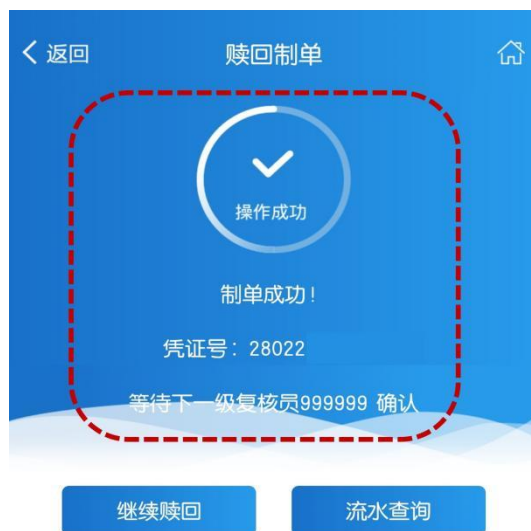 返回 赎回制单
操作成功
制单成功!
凭证号: 28022
等待下一级复核员999999 确认
继续赎回 流水查询